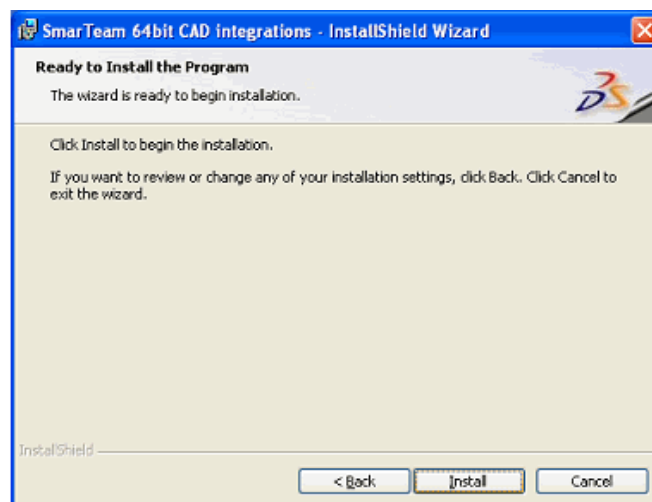 SmarTeam 64bit CAD integrations - InstallShield Wizard
Ready to Install the Program
The wizard is ready to begin installation.
Click Install to begin the installation.
If you want to review or change any of your installation settings, click Back. Click Cancel to
exit the wizard.
InstallShield
< Back Install Cancel